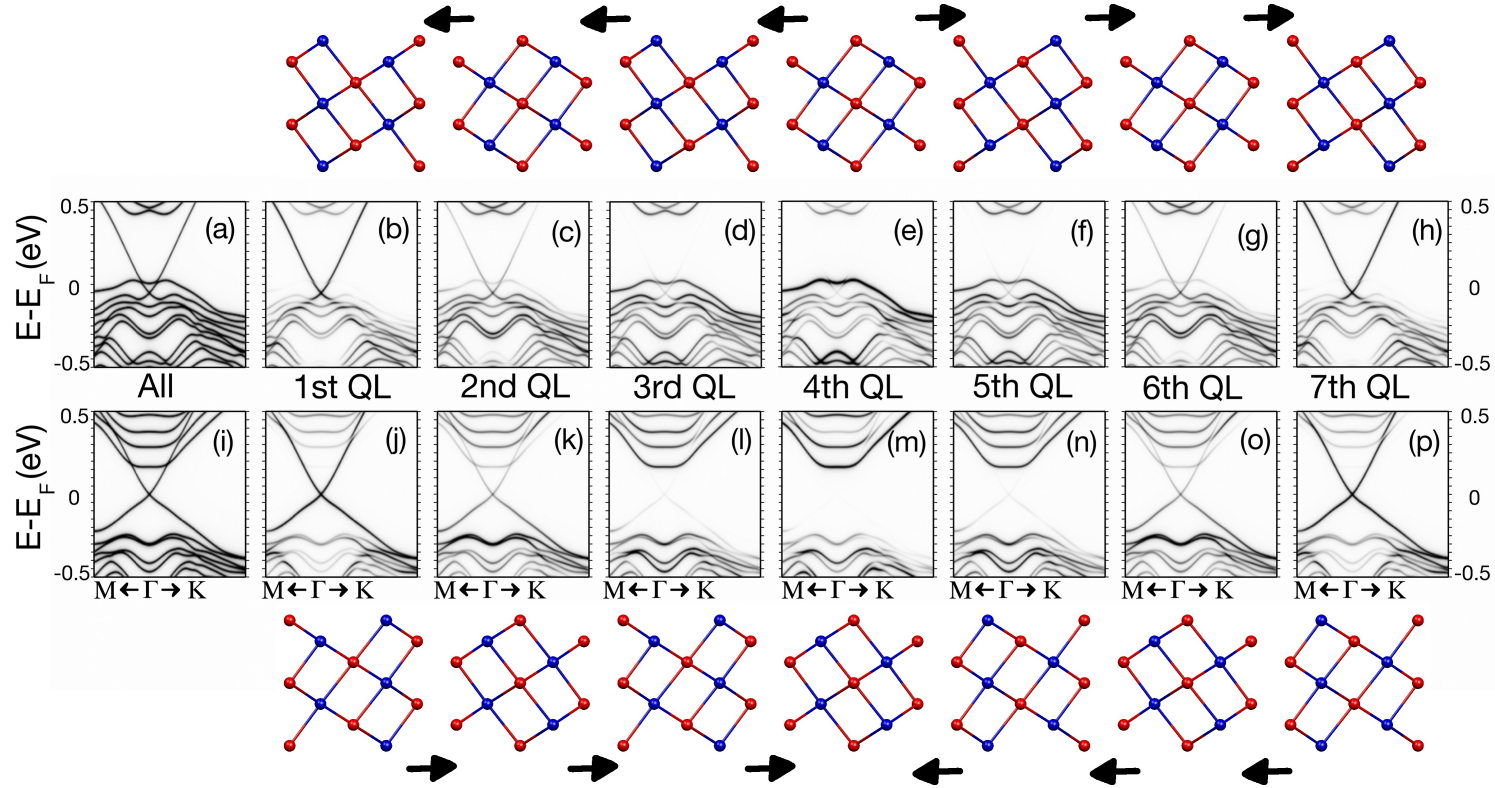 0.5 (a) (b) (c) (d) (e) (f) (g) (h) 0.5
E-E_F (eV) 0 0
-0.5 -0.5
All 1st QL 2nd QL 3rd QL 4th QL 5th QL 6th QL 7th QL
0.5 (i) (j) (k) (l) (m) (n) (o) (p) 0.5
E-E_F (eV) 0 0
-0.5 -0.5
M←Γ→K M←Γ→K M←Γ→K M←Γ→K M←Γ→K M←Γ→K M←Γ→K M←Γ→K